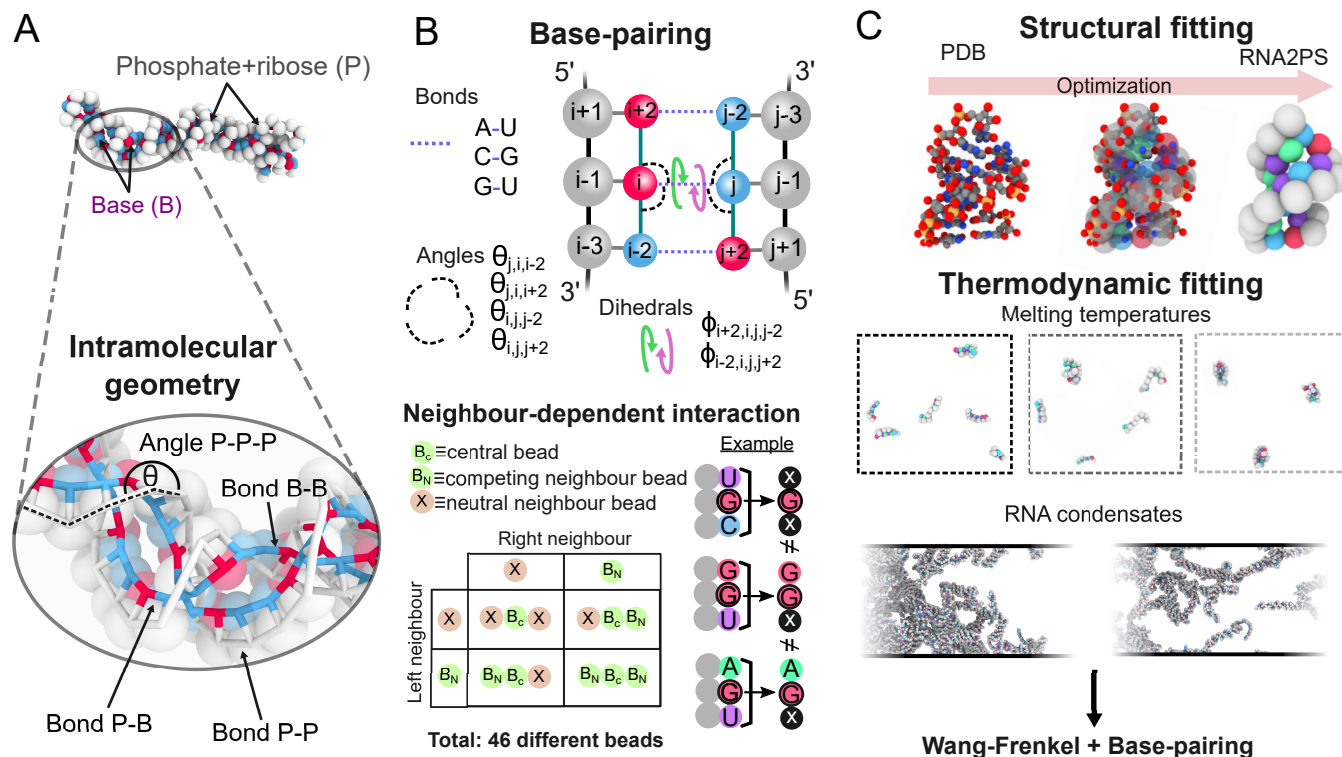 A
Phosphate+ribose (P)
Base (B)
Intramolecular
geometry
Angle P-P-P
θ
Bond B-B
Bond P-B
Bond P-P
B
Base-pairing
Bonds
A-U
C-G
G-U
5'
3'
i+1
i+2
j-2
j-3
i-1
i
j
j-1
i-3
i-2
j+2
j+1
3'
5'
Angles
θj,i,i-2
θj,i,i+2
θi,j,j-2
θi,j,j+2
Dihedrals
ϕi+2,i,j,j-2
ϕi-2,i,j,j+2
Neighbour-dependent interaction
Bc ≡central bead
BN ≡competing neighbour bead
X ≡neutral neighbour bead
Right neighbour
X
BN
Left neighbour
X
X Bc X
X Bc BN
BN
BN Bc X
BN Bc BN
Total: 46 different beads
Example
U
X
G
G
C
X
G
G
G
G
U
X
A
A
G
G
U
X
C
Structural fitting
PDB
RNA2PS
Optimization
Thermodynamic fitting
Melting temperatures
RNA condensates
Wang-Frenkel + Base-pairing